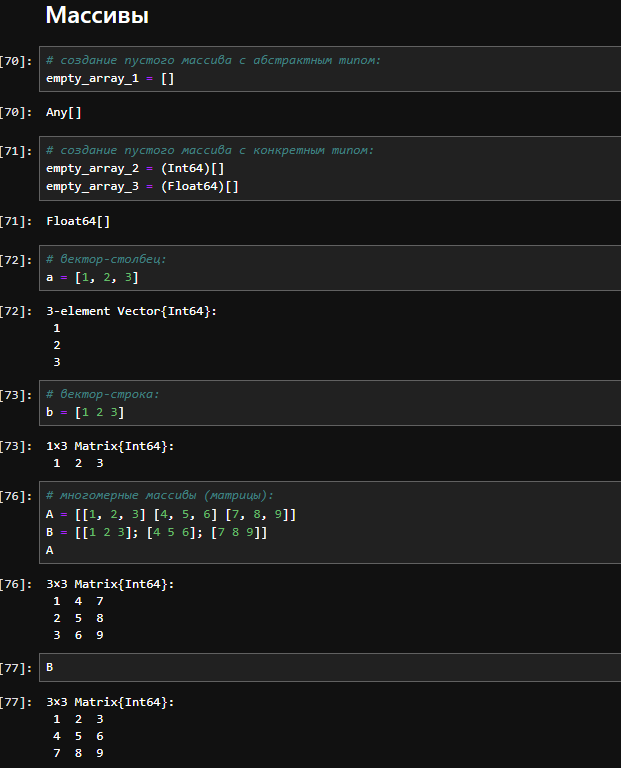 Массивы
[70]: # создание пустого массива с абстрактным типом:
empty_array_1 = []
[70]: Any[]
[71]: # создание пустого массива с конкретным типом:
empty_array_2 = (Int64)[]
empty_array_3 = (Float64)[]
[71]: Float64[]
[72]: # вектор-столбец:
a = [1, 2, 3]
[72]: 3-element Vector{Int64}:
1
2
3
[73]: # вектор-строка:
b = [1 2 3]
[73]: 1×3 Matrix{Int64}:
1 2 3
[76]: # многомерные массивы (матрицы):
A = [[1, 2, 3] [4, 5, 6] [7, 8, 9]]
B = [[1 2 3]; [4 5 6]; [7 8 9]]
A
[76]: 3×3 Matrix{Int64}:
1 4 7
2 5 8
3 6 9
[77]: B
[77]: 3×3 Matrix{Int64}:
1 2 3
4 5 6
7 8 9